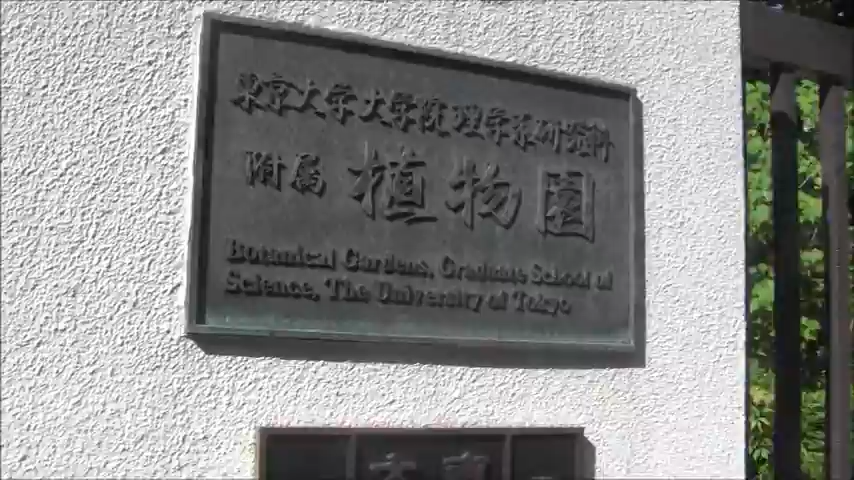 東京大学大学院理学系研究科
附属 植物園
Botanical Gardens, Graduate School of
Science, The University of Tokyo